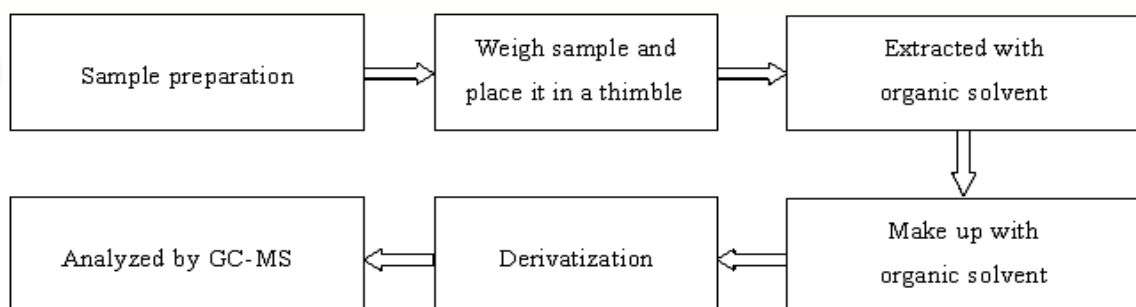 Sample preparation
Weigh sample and
place it in a thimble
Extracted with
organic solvent
Make up with
organic solvent
Derivatization
Analyzed by GC-MS